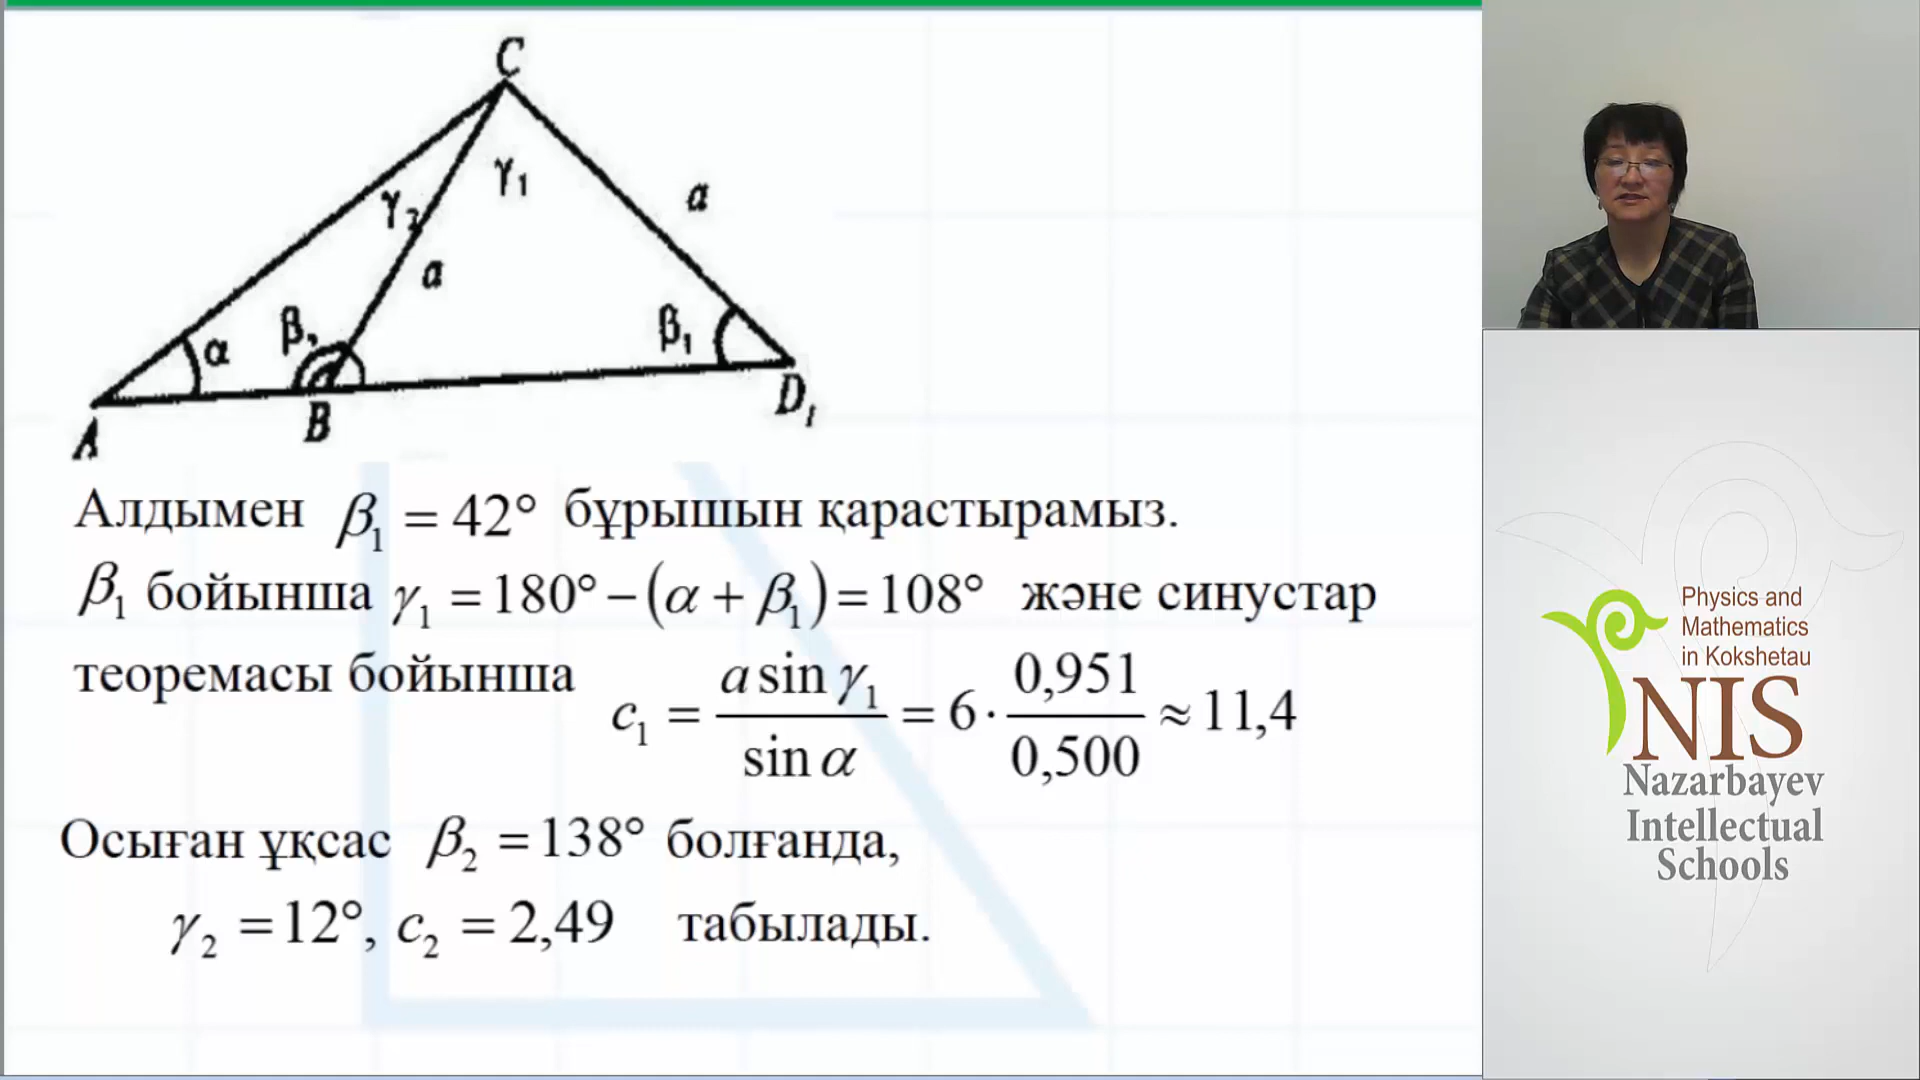 C
γ₁
a
γ₂
a
β₁
α
β₁
A
B
D₁
Алдымен β₁ = 42° бұрышын қарастырамыз.
β₁ бойынша γ₁ = 180° − (α + β₁) = 108° және синустар
теоремасы бойынша c₁ = a sin γ₁ / sin α = 6 · 0,951 / 0,500 ≈ 11,4
Осыған ұқсас β₂ = 138° болғанда,
γ₂ = 12°, c₂ = 2,49 табылады.
Physics and
Mathematics
in Kokshetau
NIS
Nazarbayev
Intellectual
Schools